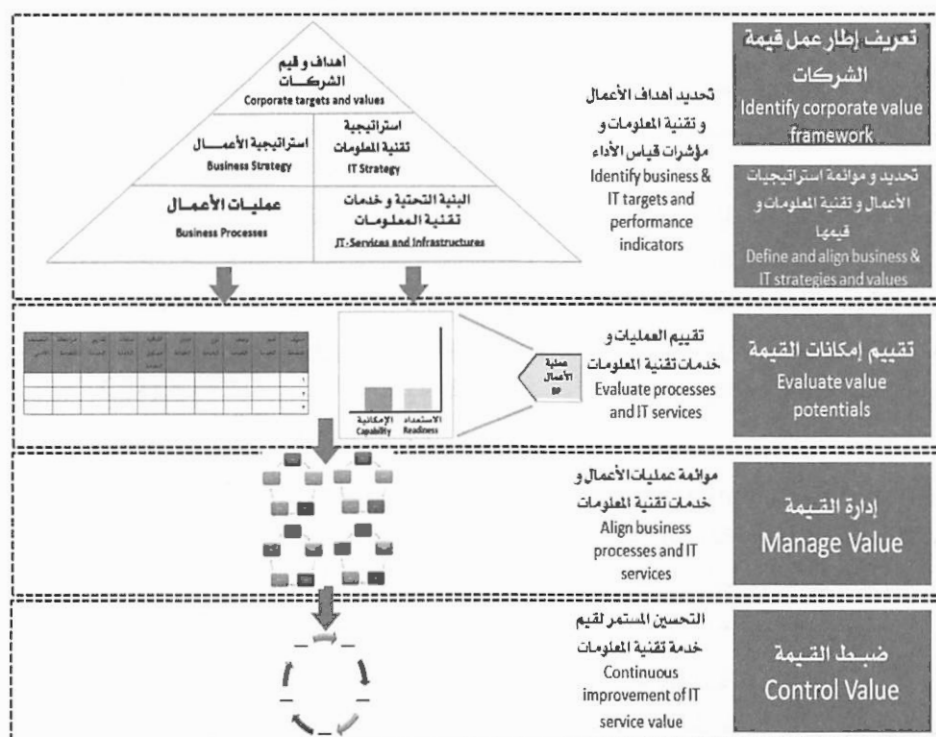 تعريف إطار عمل قيمة
الشركات
Identify corporate value
framework
تحديد و موائمة استراتيجيات
الأعمال و تقنية المعلومات و
قيمها
Define and align business &
IT strategies and values
تحديد أهداف الأعمال
و تقنية المعلومات و
مؤشرات قياس الأداء
Identify business &
IT targets and
performance
indicators
أهداف و قيم
الشركات
Corporate targets and values
استراتيجية
تقنية المعلومات
IT Strategy
استراتيجية الأعمال
Business Strategy
البنية التحتية و خدمات
تقنية المعلومات
IT-Services and Infrastructures
عمليات الأعمال
Business Processes
تقييم إمكانات القيمة
Evaluate value
potentials
تقييم العمليات و
خدمات تقنية المعلومات
Evaluate processes
and IT services
عملية
الأعمال
BP
الاستعداد
Readiness
الإمكانية
Capability
١
٢
٣
إدارة القيمة
Manage Value
موائمة عمليات الأعمال و
خدمات تقنية المعلومات
Align business
processes and IT
services
ضبط القيمة
Control Value
التحسين المستمر لقيم
خدمة تقنية المعلومات
Continuous
improvement of IT
service value